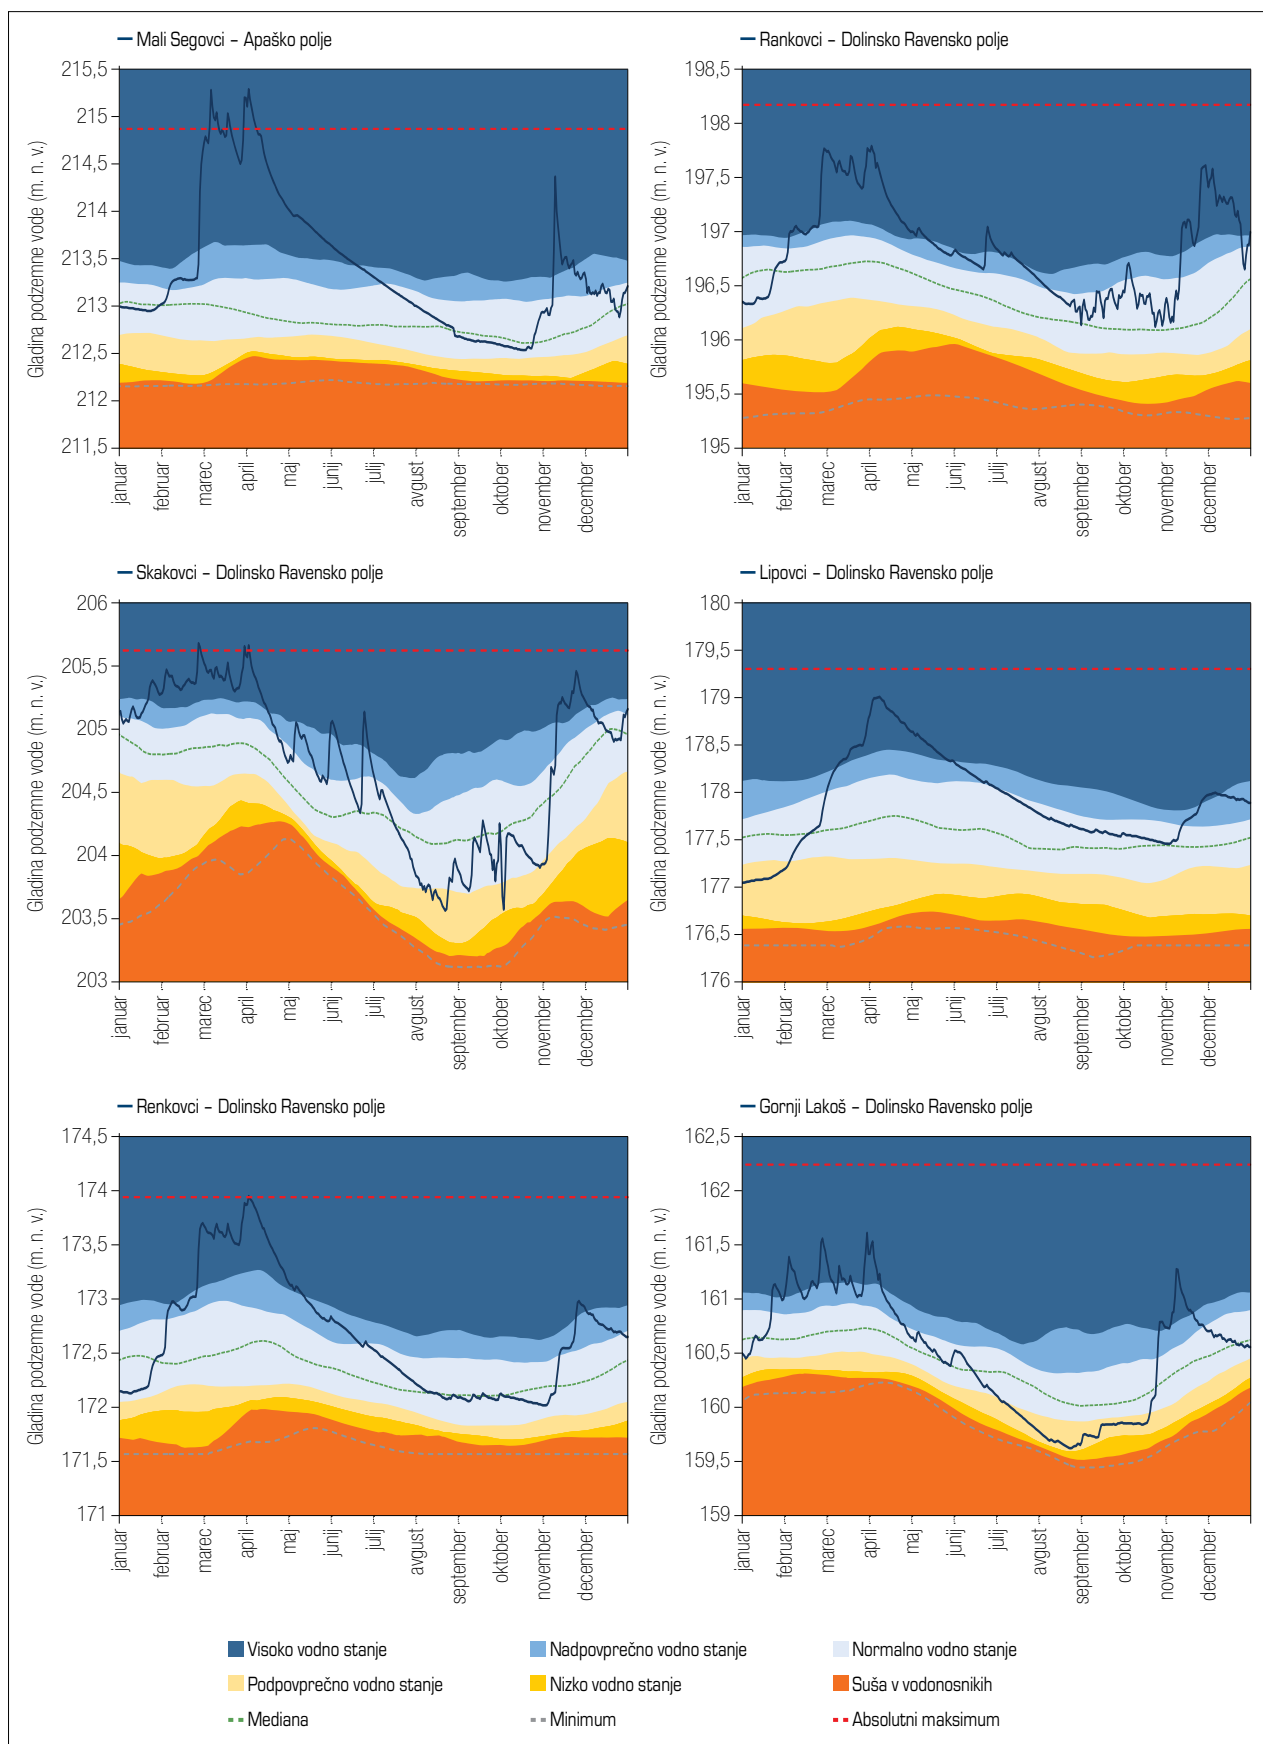 Mali Segovci – Apaško polje
Gladina podzemne vode (m. n. v.)
215,5
215
214,5
214
213,5
213
212,5
212
211,5
januar
februar
marec
april
maj
junij
julij
avgust
september
oktober
november
december
Rankovci – Dolinsko Ravensko polje
Gladina podzemne vode (m. n. v.)
198,5
198
197,5
197
196,5
196
195,5
195
januar
februar
marec
april
maj
junij
julij
avgust
september
oktober
november
december
Skakovci – Dolinsko Ravensko polje
Gladina podzemne vode (m. n. v.)
206
205,5
205
204,5
204
203,5
203
januar
februar
marec
april
maj
junij
julij
avgust
september
oktober
november
december
Lipovci – Dolinsko Ravensko polje
Gladina podzemne vode (m. n. v.)
180
179,5
179
178,5
178
177,5
177
176,5
176
januar
februar
marec
april
maj
junij
julij
avgust
september
oktober
november
december
Renkovci – Dolinsko Ravensko polje
Gladina podzemne vode (m. n. v.)
174,5
174
173,5
173
172,5
172
171,5
171
januar
februar
marec
april
maj
junij
julij
avgust
september
oktober
november
december
Gornji Lakoš – Dolinsko Ravensko polje
Gladina podzemne vode (m. n. v.)
162,5
162
161,5
161
160,5
160
159,5
159
januar
februar
marec
april
maj
junij
julij
avgust
september
oktober
november
december
Visoko vodno stanje
Nadpovprečno vodno stanje
Normalno vodno stanje
Podpovprečno vodno stanje
Nizko vodno stanje
Suša v vodonosnikih
Mediana
Minimum
Absolutni maksimum